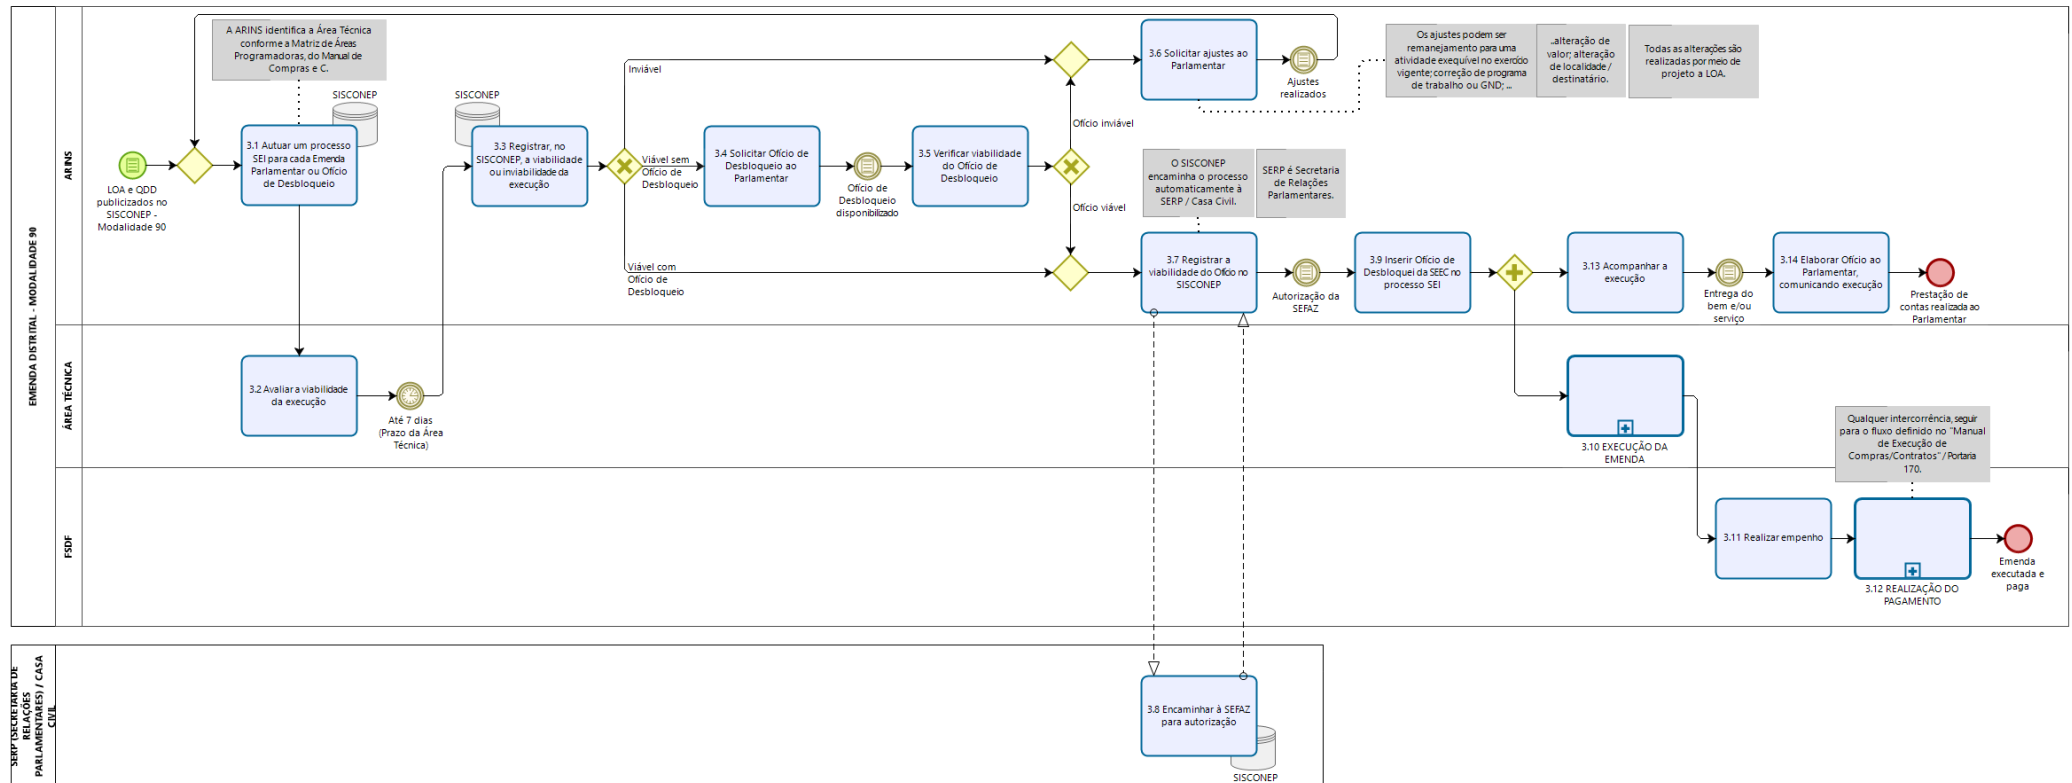 EMENDA DISTRITAL - MODALIDADE 90
ARINS
A ARINS identifica a Área Técnica
conforme a Matriz de Áreas
Programadoras, do Manual de
Compras e C.
SISCONEP
LOA e QDD
publicizados no
SISCONEP -
Modalidade 90
3.1 Autuar um processo
SEI para cada Emenda
Parlamentar ou Ofício
de Desbloqueio
SISCONEP
3.3 Registrar, no
SISCONEP, a viabilidade
ou inviabilidade da
execução
Inviável
Viável sem
Ofício de
Desbloqueio
Viável com
Ofício de
Desbloqueio
3.4 Solicitar Ofício de
Desbloqueio ao
Parlamentar
Ofício de
Desbloqueio
disponibilizado
3.5 Verificar viabilidade
do Ofício de
Desbloqueio
Ofício inviável
Ofício viável
3.6 Solicitar ajustes ao
Parlamentar
Ajustes
realizados
Os ajustes podem ser
remanejamento para uma
atividade exequível no exercício
vigente; correção de programa
de trabalho ou GND; ...
..alteração de
valor; alteração
de localidade /
destinatário.
Todas as alterações são
realizadas por meio de
projeto a LOA.
O SISCONEP
encaminha o processo
automaticamente à
SERP / Casa Civil.
SERP é Secretaria
de Relações
Parlamentares.
3.7 Registrar a
viabilidade do Ofício no
SISCONEP
Autorização da
SEFAZ
3.9 Inserir Ofício de
Desbloquei da SEEC no
processo SEI
3.13 Acompanhar a
execução
Entrega do
bem e/ou
serviço
3.14 Elaborar Ofício ao
Parlamentar,
comunicando execução
Prestação de
contas realizada ao
Parlamentar
ÁREA TÉCNICA
3.2 Avaliar a viabilidade
da execução
Até 7 dias
(Prazo da Área
Técnica)
3.10 EXECUÇÃO DA
EMENDA
Qualquer intercorrência, seguir
para o fluxo definido no "Manual
de Execução de
Compras/Contratos" / Portaria
170.
FSDF
3.11 Realizar empenho
3.12 REALIZAÇÃO DO
PAGAMENTO
Emenda
executada e
paga
SERP (SECRETARIA DE
RELAÇÕES
PARLAMENTARES) / CASA
CIVIL
3.8 Encaminhar à SEFAZ
para autorização
SISCONEP